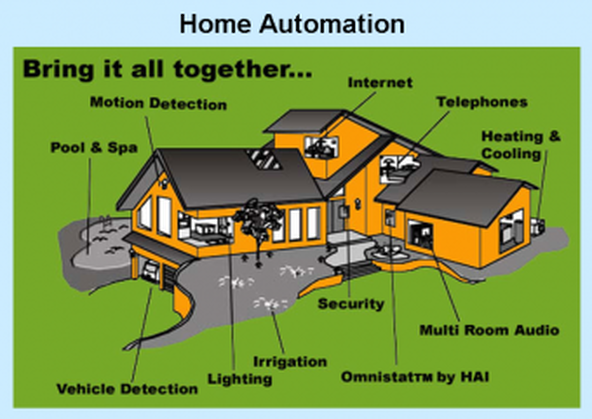 Home Automation
Bring it all together...
Internet
Motion Detection
Telephones
Pool & Spa
Heating &
Cooling
Security
Multi Room Audio
Irrigation
Lighting
Omnistat™ by HAI
Vehicle Detection